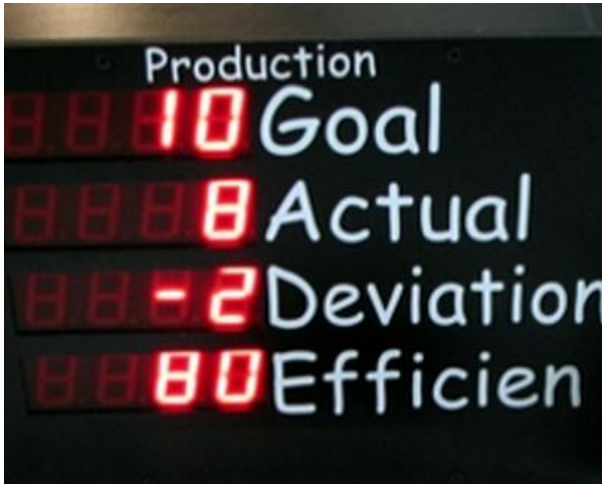 Production
10 Goal
8 Actual
-2 Deviation
80 Efficien